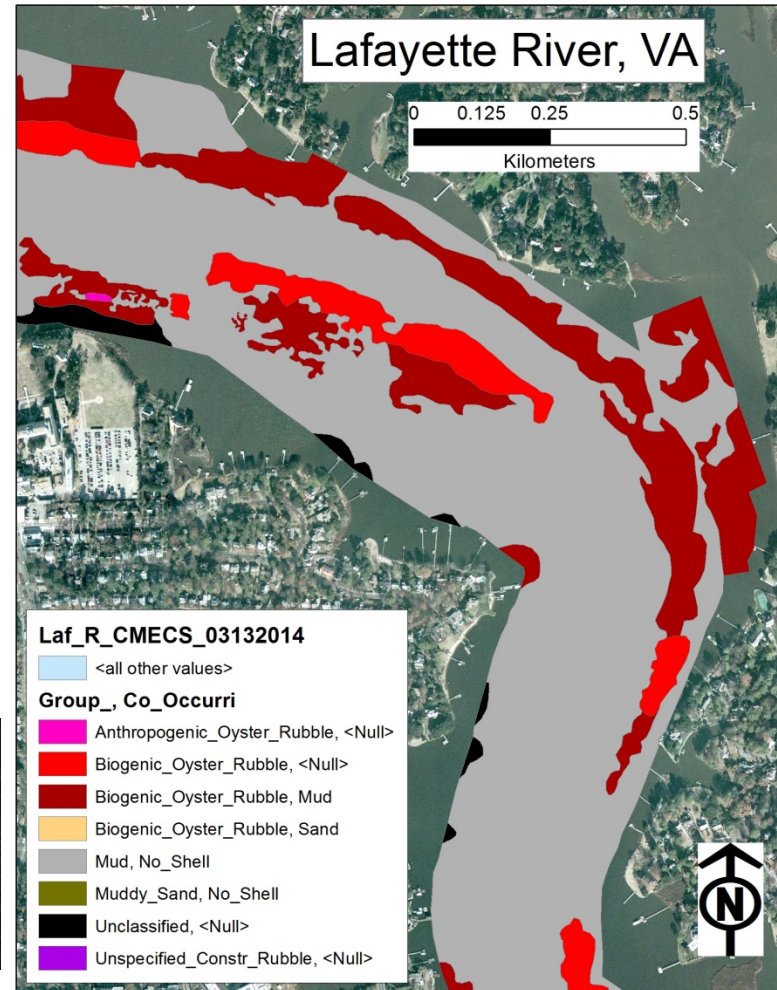 Lafayette River, VA
0 0.125 0.25 0.5
Kilometers
Laf_R_CMECS_03132014
<all other values>
Group_, Co_Occurri
Anthropogenic_Oyster_Rubble, <Null>
Biogenic_Oyster_Rubble, <Null>
Biogenic_Oyster_Rubble, Mud
Biogenic_Oyster_Rubble, Sand
Mud, No_Shell
Muddy_Sand, No_Shell
Unclassified, <Null>
Unspecified_Constr_Rubble, <Null>
N